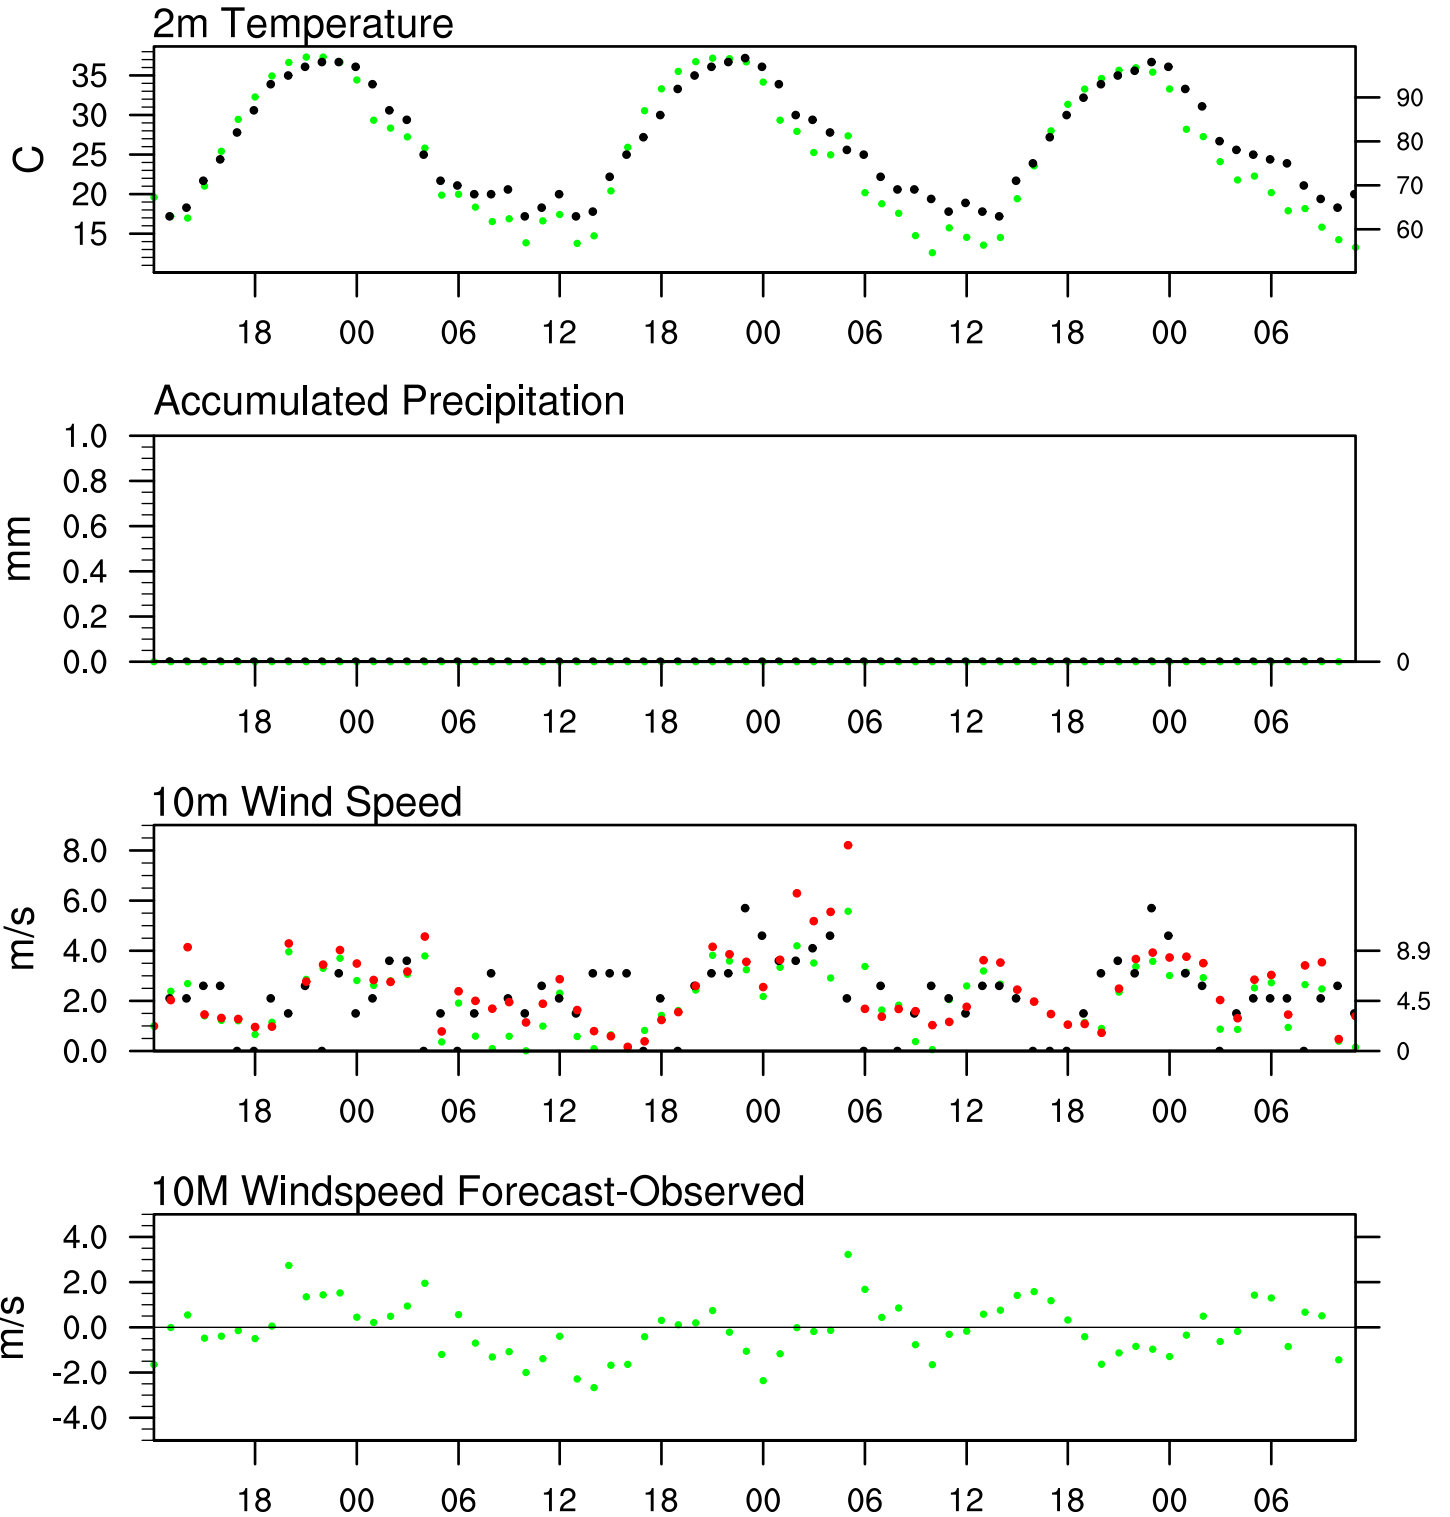 2m Temperature
35
30
25
20
15
C
90
80
70
60
18 00 06 12 18 00 06 12 18 00 06
Accumulated Precipitation
1.0
0.8
0.6
0.4
0.2
0.0
mm
0
18 00 06 12 18 00 06 12 18 00 06
10m Wind Speed
8.0
6.0
4.0
2.0
0.0
m/s
8.9
4.5
0
18 00 06 12 18 00 06 12 18 00 06
10M Windspeed Forecast-Observed
4.0
2.0
0.0
-2.0
-4.0
m/s
18 00 06 12 18 00 06 12 18 00 06